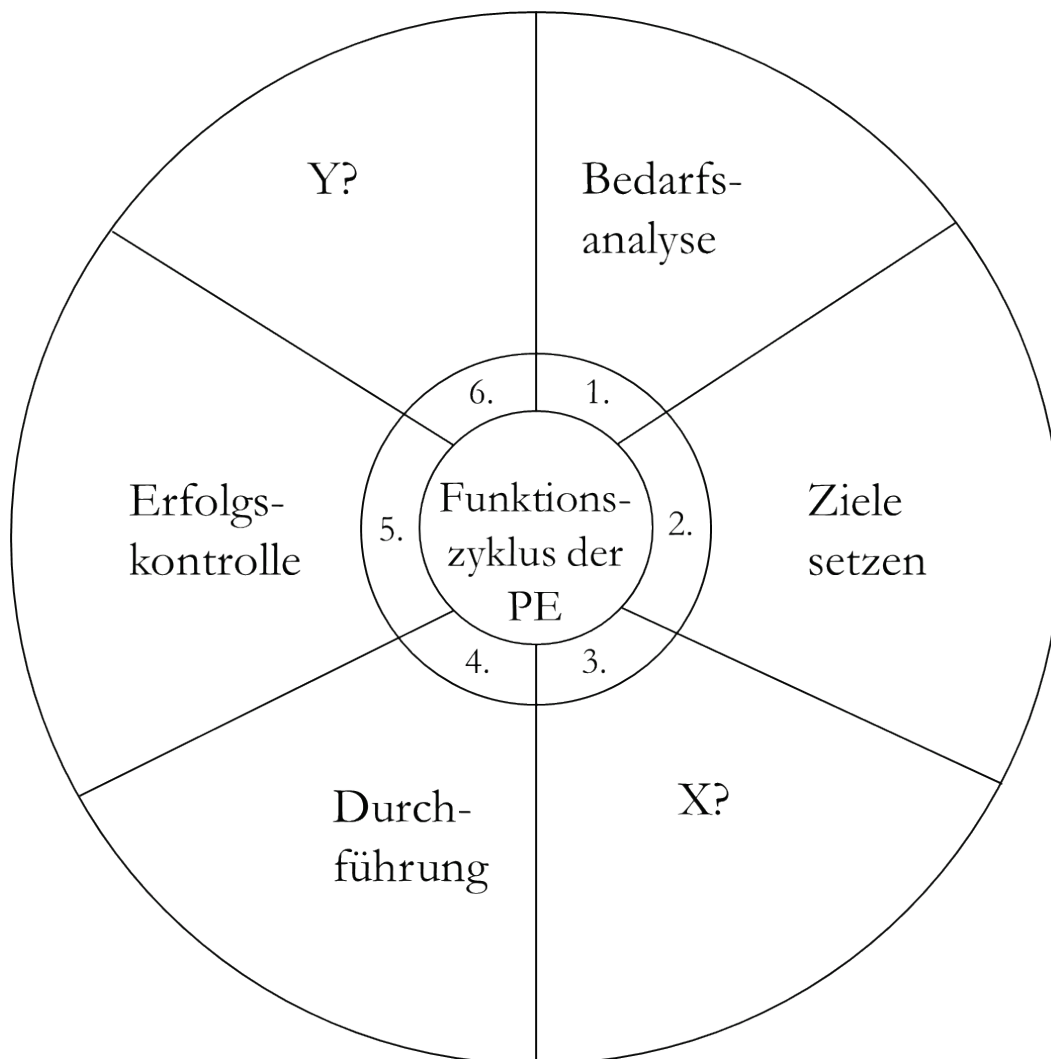 Y?
Bedarfs-
analyse
6.
1.
Erfolgs-
kontrolle
5.
Funktions-
zyklus der
PE
2.
Ziele
setzen
4.
3.
Durch-
führung
X?